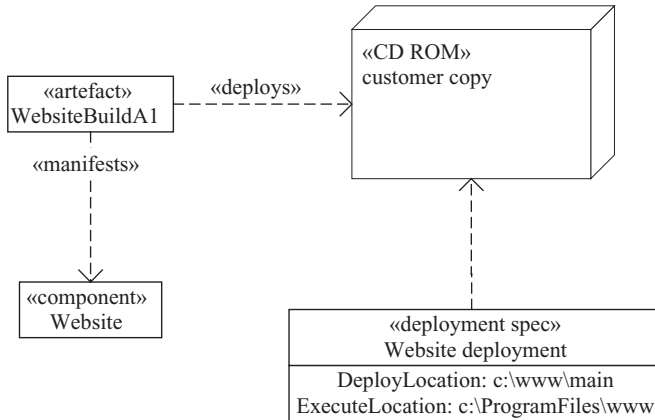 «CD ROM»
customer copy
«artefact»
WebsiteBuildA1
«deploys»
«manifests»
«component»
Website
«deployment spec»
Website deployment
DeployLocation: c:\www\main
ExecuteLocation: c:\ProgramFiles\www